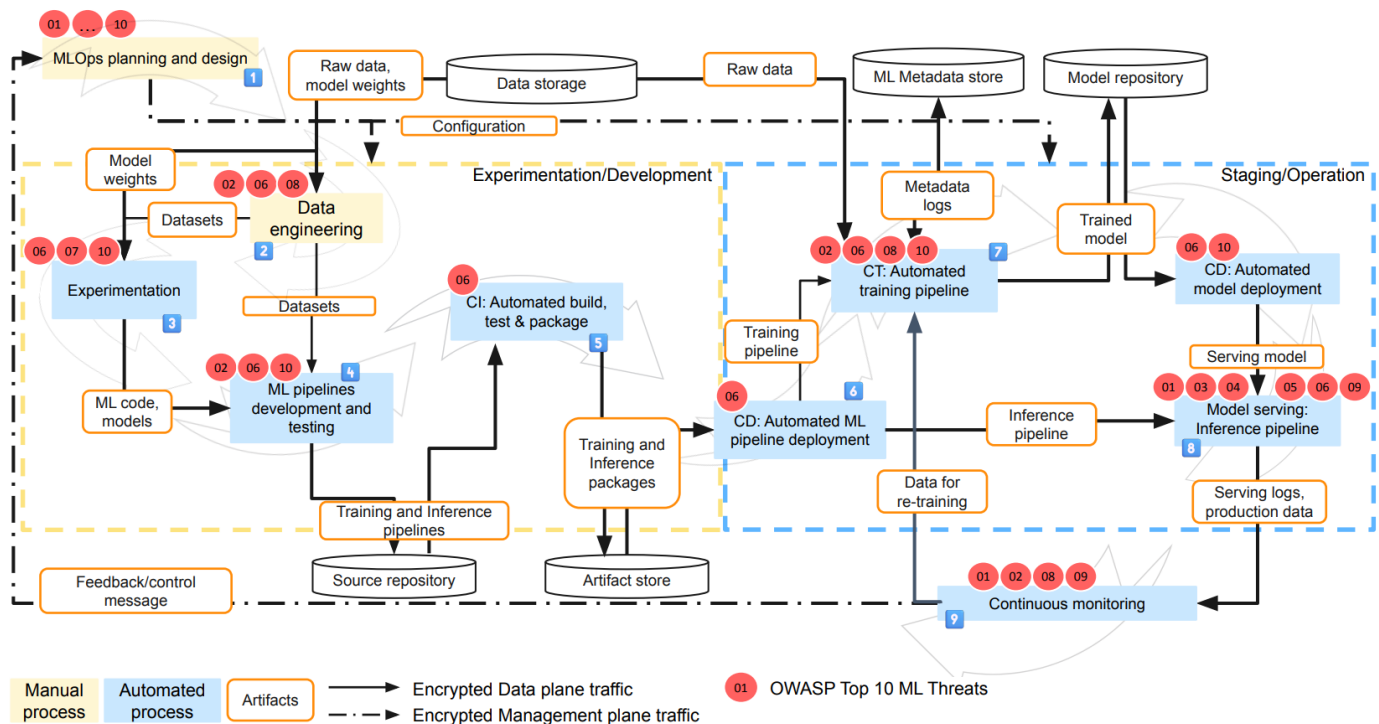 01
...
10
MLOps planning and design
1
Raw data,
model weights
Data storage
Raw data
ML Metadata store
Model repository
Configuration
Model
weights
Experimentation/Development
Staging/Operation
02
06
08
Datasets
Data
engineering
2
Metadata
logs
Trained
model
06
07
10
Experimentation
3
Datasets
06
CI: Automated build,
test & package
5
02
06
08
10
CT: Automated
training pipeline
7
06
10
CD: Automated
model deployment
Training
pipeline
Serving model
02
06
10
4
ML pipelines
development and
testing
ML code,
models
06
6
CD: Automated ML
pipeline deployment
Inference
pipeline
01
03
04
05
06
09
Model serving:
Inference pipeline
8
Training and
Inference
packages
Data for
re-training
Serving logs,
production data
Training and Inference
pipelines
Source repository
Artifact store
Feedback/control
message
01
02
08
09
Continuous monitoring
9
Manual
process
Automated
process
Artifacts
Encrypted Data plane traffic
Encrypted Management plane traffic
01
OWASP Top 10 ML Threats